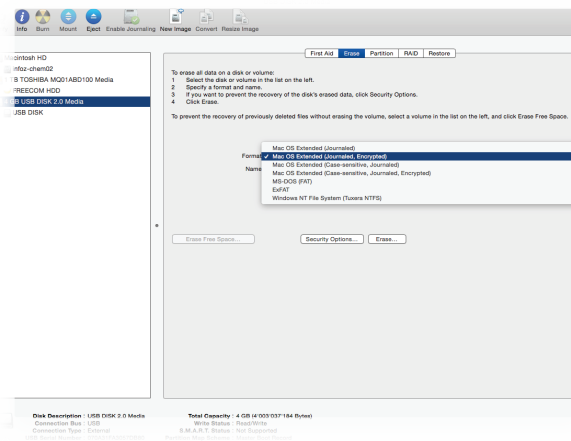 Info Burn Mount Eject Enable Journaling New Image Convert Resize Image
Macintosh HD
infoz-chem02
TB TOSHIBA MQ01ABD100 Media
FREECOM HDD
GB USB DISK 2.0 Media
USB DISK
First Aid Erase Partition RAID Restore
To erase all data on a disk or volume:
1 Select the disk or volume in the list on the left.
2 Specify a format and name.
3 If you want to prevent the recovery of the disk's erased data, click Security Options.
4 Click Erase.
To prevent the recovery of previously deleted files without erasing the volume, select a volume in the list on the left, and click Erase Free Space.
Mac OS Extended (Journaled)
Format ✓ Mac OS Extended (Journaled, Encrypted)
Mac OS Extended (Case-sensitive, Journaled)
Name
Mac OS Extended (Case-sensitive, Journaled, Encrypted)
MS-DOS (FAT)
ExFAT
Windows NT File System (Tuxera NTFS)
Erase Free Space... Security Options... Erase...
Disk Description : USB DISK 2.0 Media Total Capacity : 4 GB (4'003'037'184 Bytes)
Connection Bus : USB Write Status : Read/Write
Connection Type : External S.M.A.R.T. Status : Not Supported